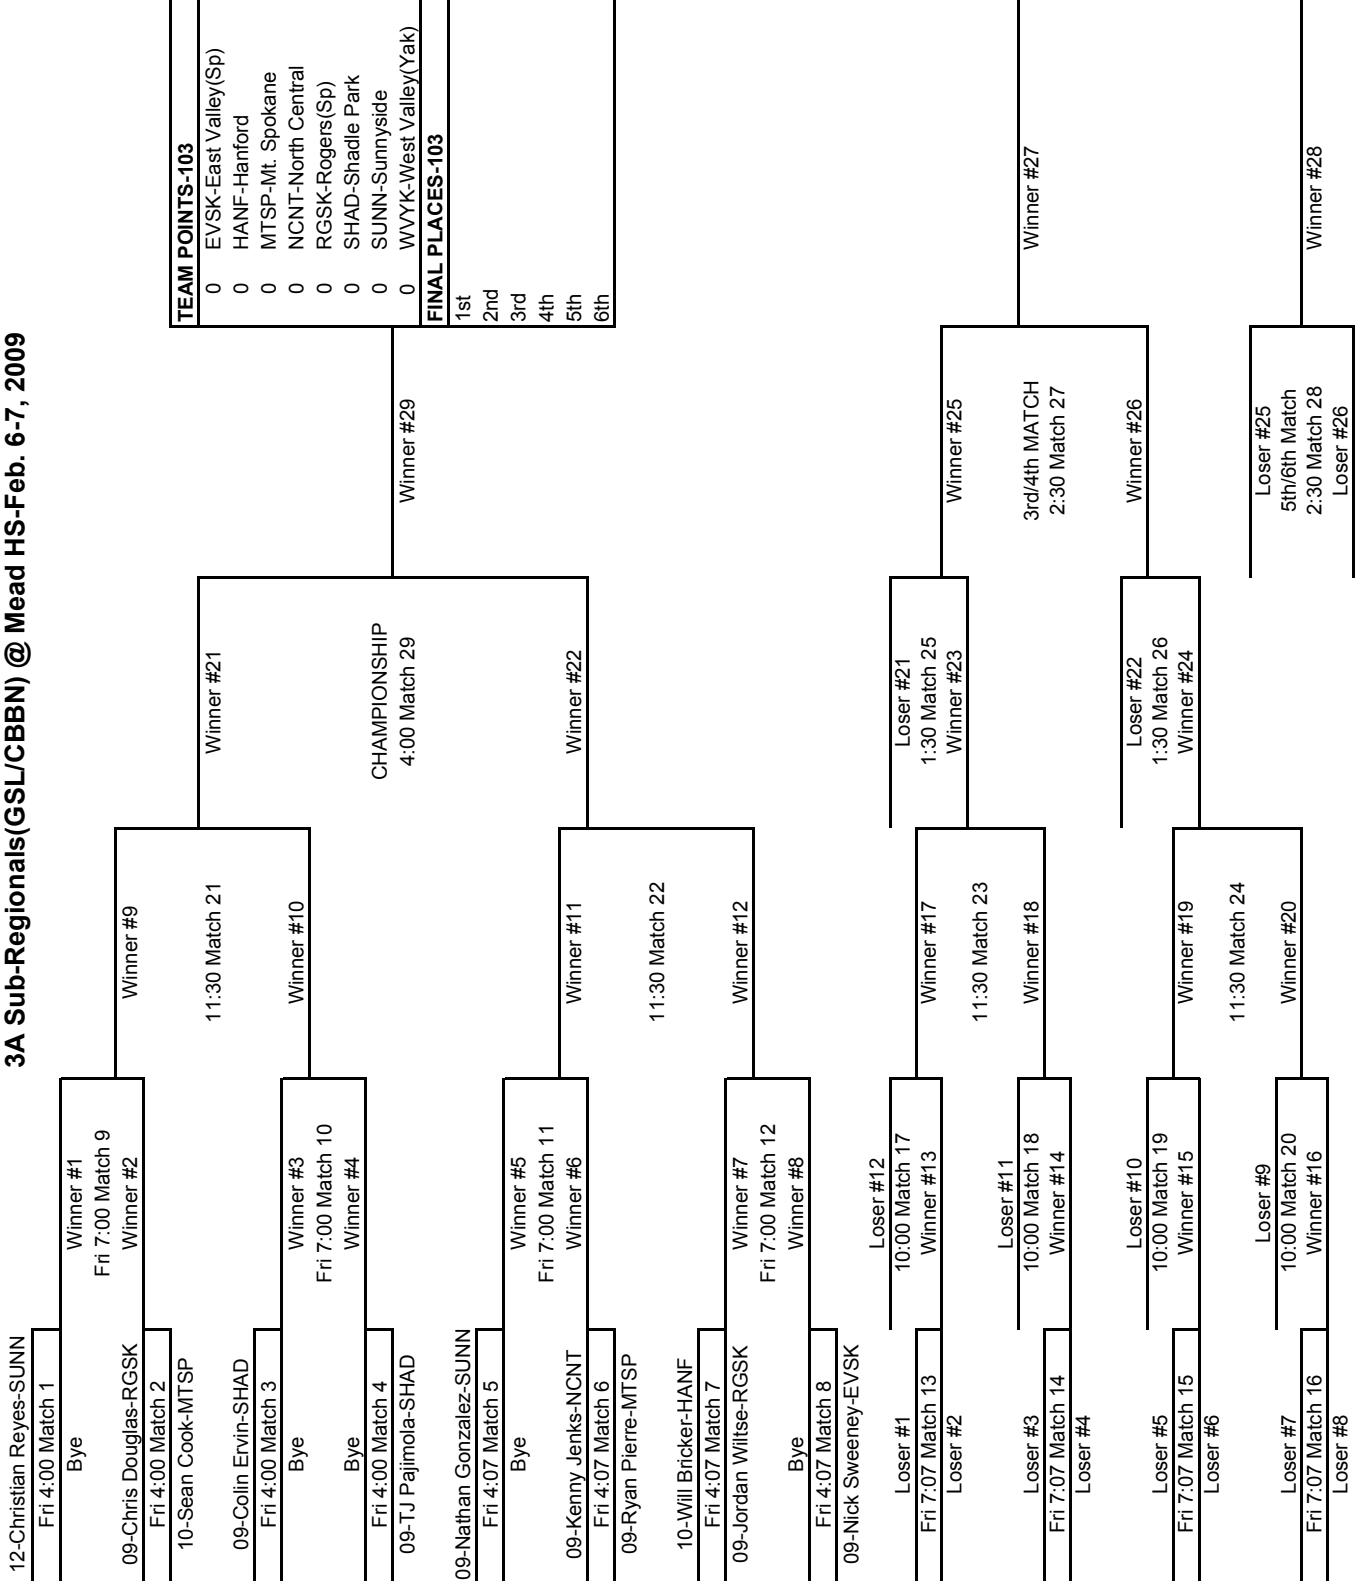 3A Sub-Regionals(GSL/CBBN) @ Mead HS-Feb. 6-7, 2009
12-Christian Reyes-SUNN
Fri 4:00 Match 1
Bye
09-Chris Douglas-RGSK
Fri 4:00 Match 2
10-Sean Cook-MTSP
09-Colin Ervin-SHAD
Fri 4:00 Match 3
Bye
Bye
Fri 4:00 Match 4
09-TJ Pajimola-SHAD
09-Nathan Gonzalez-SUNN
Fri 4:07 Match 5
Bye
09-Kenny Jenks-NCNT
Fri 4:07 Match 6
09-Ryan Pierre-MTSP
10-Will Bricker-HANF
Fri 4:07 Match 7
09-Jordan Wiltse-RGSK
Bye
Fri 4:07 Match 8
09-Nick Sweeney-EVSK
Loser #1
Fri 7:07 Match 13
Loser #2
Loser #3
Fri 7:07 Match 14
Loser #4
Loser #5
Fri 7:07 Match 15
Loser #6
Loser #7
Fri 7:07 Match 16
Loser #8
Winner #1
Fri 7:00 Match 9
Winner #2
Winner #3
Fri 7:00 Match 10
Winner #4
Winner #5
Fri 7:00 Match 11
Winner #6
Winner #7
Fri 7:00 Match 12
Winner #8
Loser #12
10:00 Match 17
Winner #13
Loser #11
10:00 Match 18
Winner #14
Loser #10
10:00 Match 19
Winner #15
Loser #9
10:00 Match 20
Winner #16
Winner #9
11:30 Match 21
Winner #10
Winner #11
11:30 Match 22
Winner #12
Winner #17
11:30 Match 23
Winner #18
Winner #19
11:30 Match 24
Winner #20
Winner #21
CHAMPIONSHIP
4:00 Match 29
Winner #22
Loser #21
1:30 Match 25
Winner #23
Loser #22
1:30 Match 26
Winner #24
Winner #29
Winner #25
3rd/4th MATCH
2:30 Match 27
Winner #26
Loser #25
5th/6th Match
2:30 Match 28
Loser #26
TEAM POINTS-103
0 EVSK-East Valley(Sp)
0 HANF-Hanford
0 MTSP-Mt. Spokane
0 NCNT-North Central
0 RGSK-Rogers(Sp)
0 SHAD-Shadle Park
0 SUNN-Sunnyside
0 WVYK-West Valley(Yak)
FINAL PLACES-103
1st
2nd
3rd
4th
5th
6th
Winner #27
Winner #28